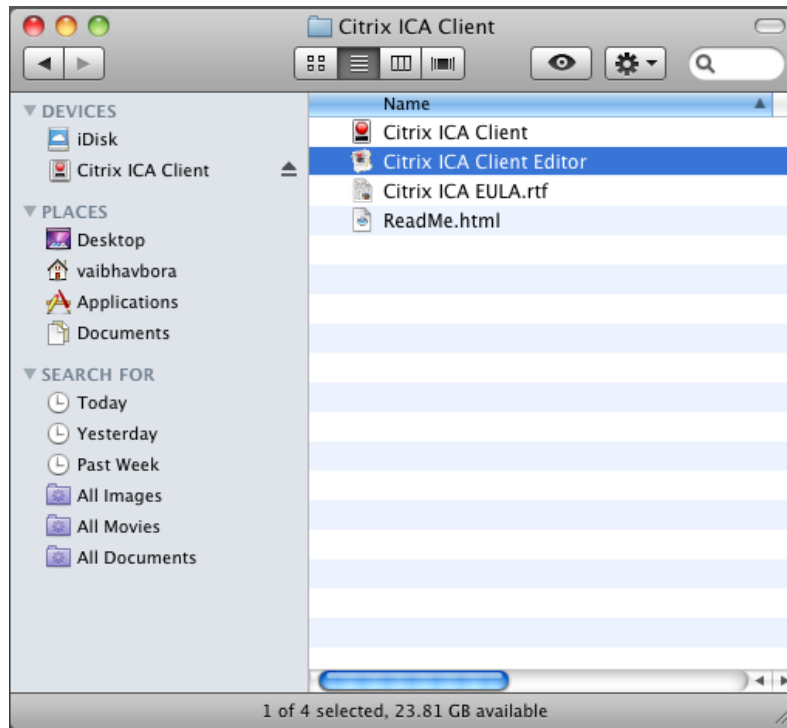 Citrix ICA Client
DEVICES
iDisk
Citrix ICA Client
PLACES
Desktop
vaibhavbora
Applications
Documents
SEARCH FOR
Today
Yesterday
Past Week
All Images
All Movies
All Documents
Name
Citrix ICA Client
Citrix ICA Client Editor
Citrix ICA EULA.rtf
ReadMe.html
1 of 4 selected, 23.81 GB available